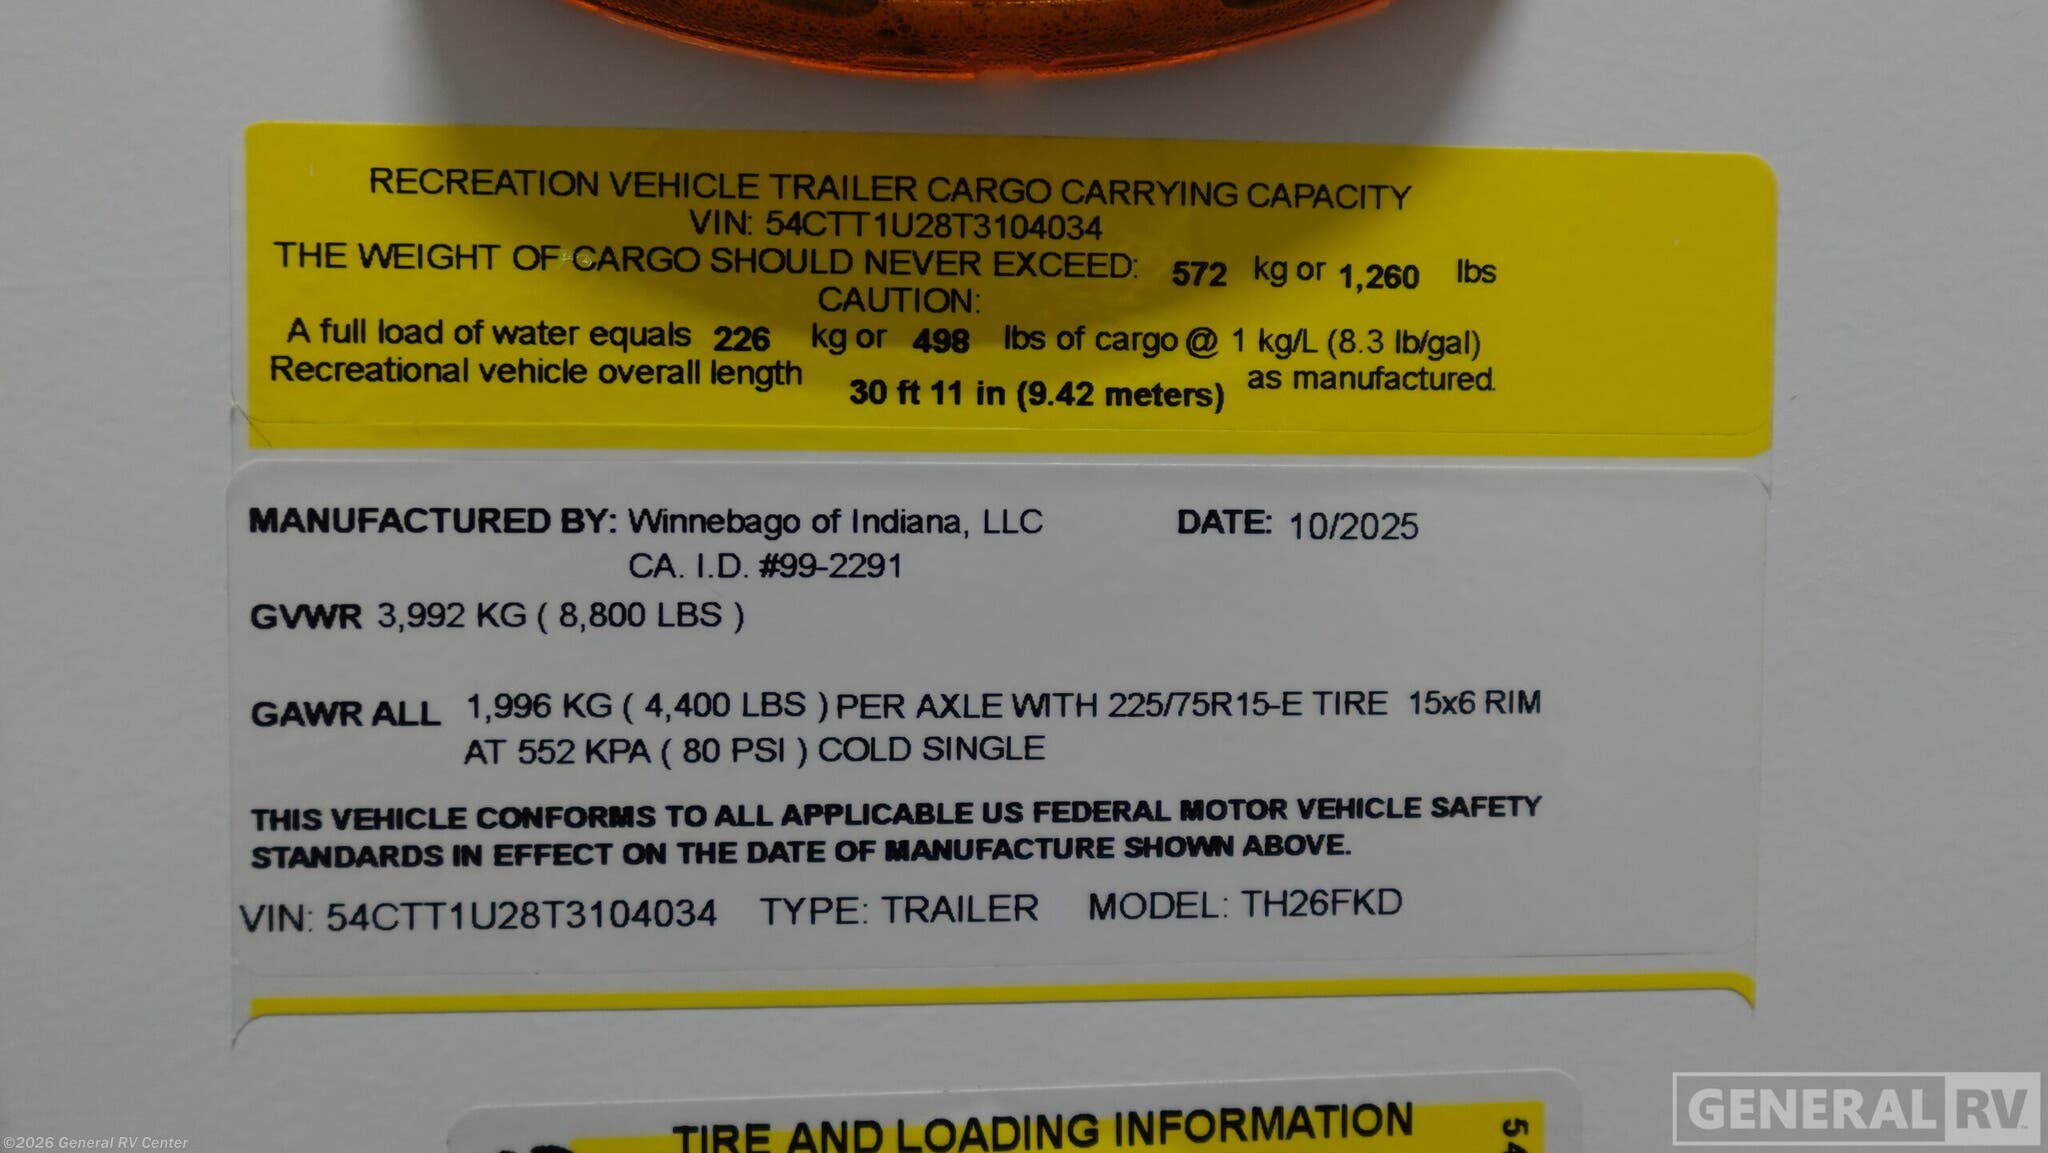 RECREATION VEHICLE TRAILER CARGO CARRYING CAPACITY
VIN: 54CTT1U28T3104034
THE WEIGHT OF CARGO SHOULD NEVER EXCEED: 572 kg or 1,260 lbs
CAUTION:
A full load of water equals 226 kg or 498 lbs of cargo @ 1 kg/L (8.3 lb/gal)
Recreational vehicle overall length 30 ft 11 in (9.42 meters) as manufactured.
MANUFACTURED BY: Winnebago of Indiana, LLC DATE: 10/2025
CA. I.D. #99-2291
GVWR 3,992 KG ( 8,800 LBS )
GAWR ALL 1,996 KG ( 4,400 LBS ) PER AXLE WITH 225/75R15-E TIRE 15x6 RIM
AT 552 KPA ( 80 PSI ) COLD SINGLE
THIS VEHICLE CONFORMS TO ALL APPLICABLE US FEDERAL MOTOR VEHICLE SAFETY
STANDARDS IN EFFECT ON THE DATE OF MANUFACTURE SHOWN ABOVE.
VIN: 54CTT1U28T3104034 TYPE: TRAILER MODEL: TH26FKD
TIRE AND LOADING INFORMATION
GENERAL RV
©2026 General RV Center